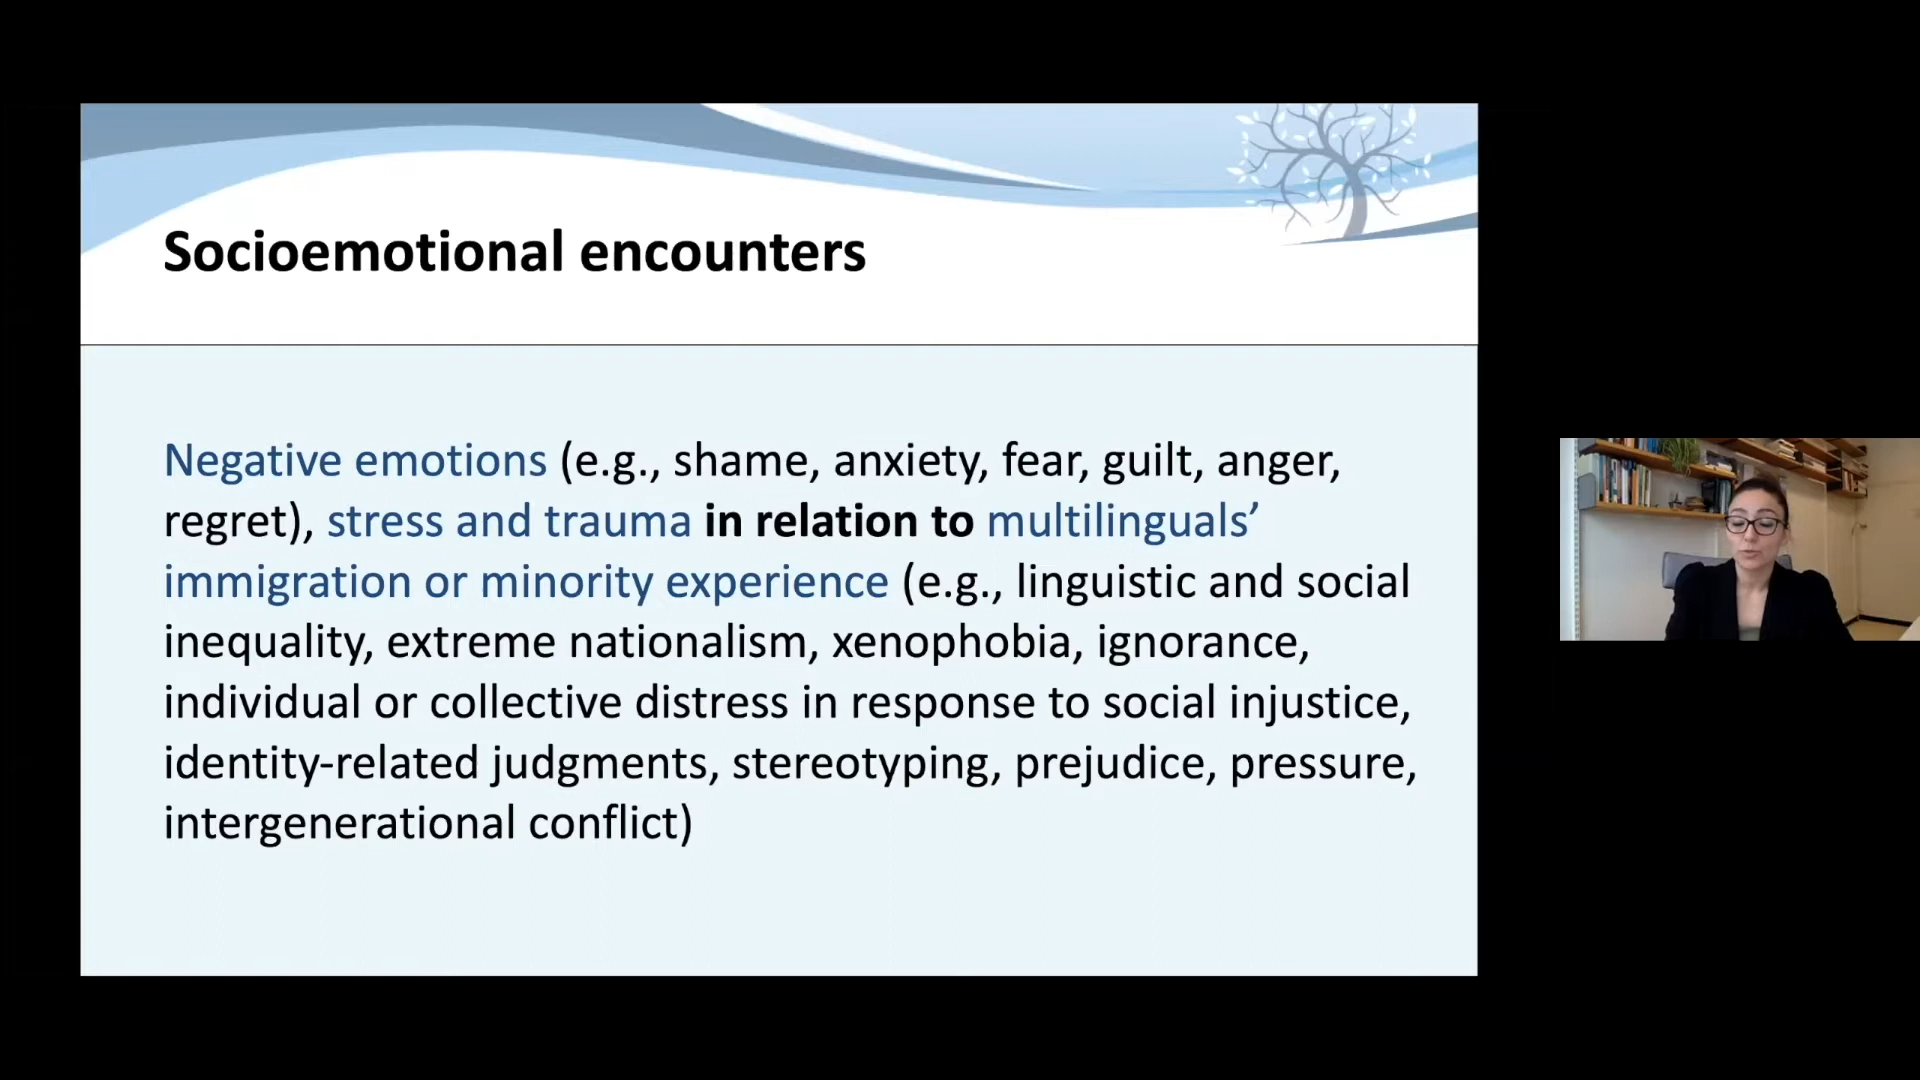 Socioemotional encounters
Negative emotions (e.g., shame, anxiety, fear, guilt, anger,
regret), stress and trauma in relation to multilinguals’
immigration or minority experience (e.g., linguistic and social
inequality, extreme nationalism, xenophobia, ignorance,
individual or collective distress in response to social injustice,
identity-related judgments, stereotyping, prejudice, pressure,
intergenerational conflict)